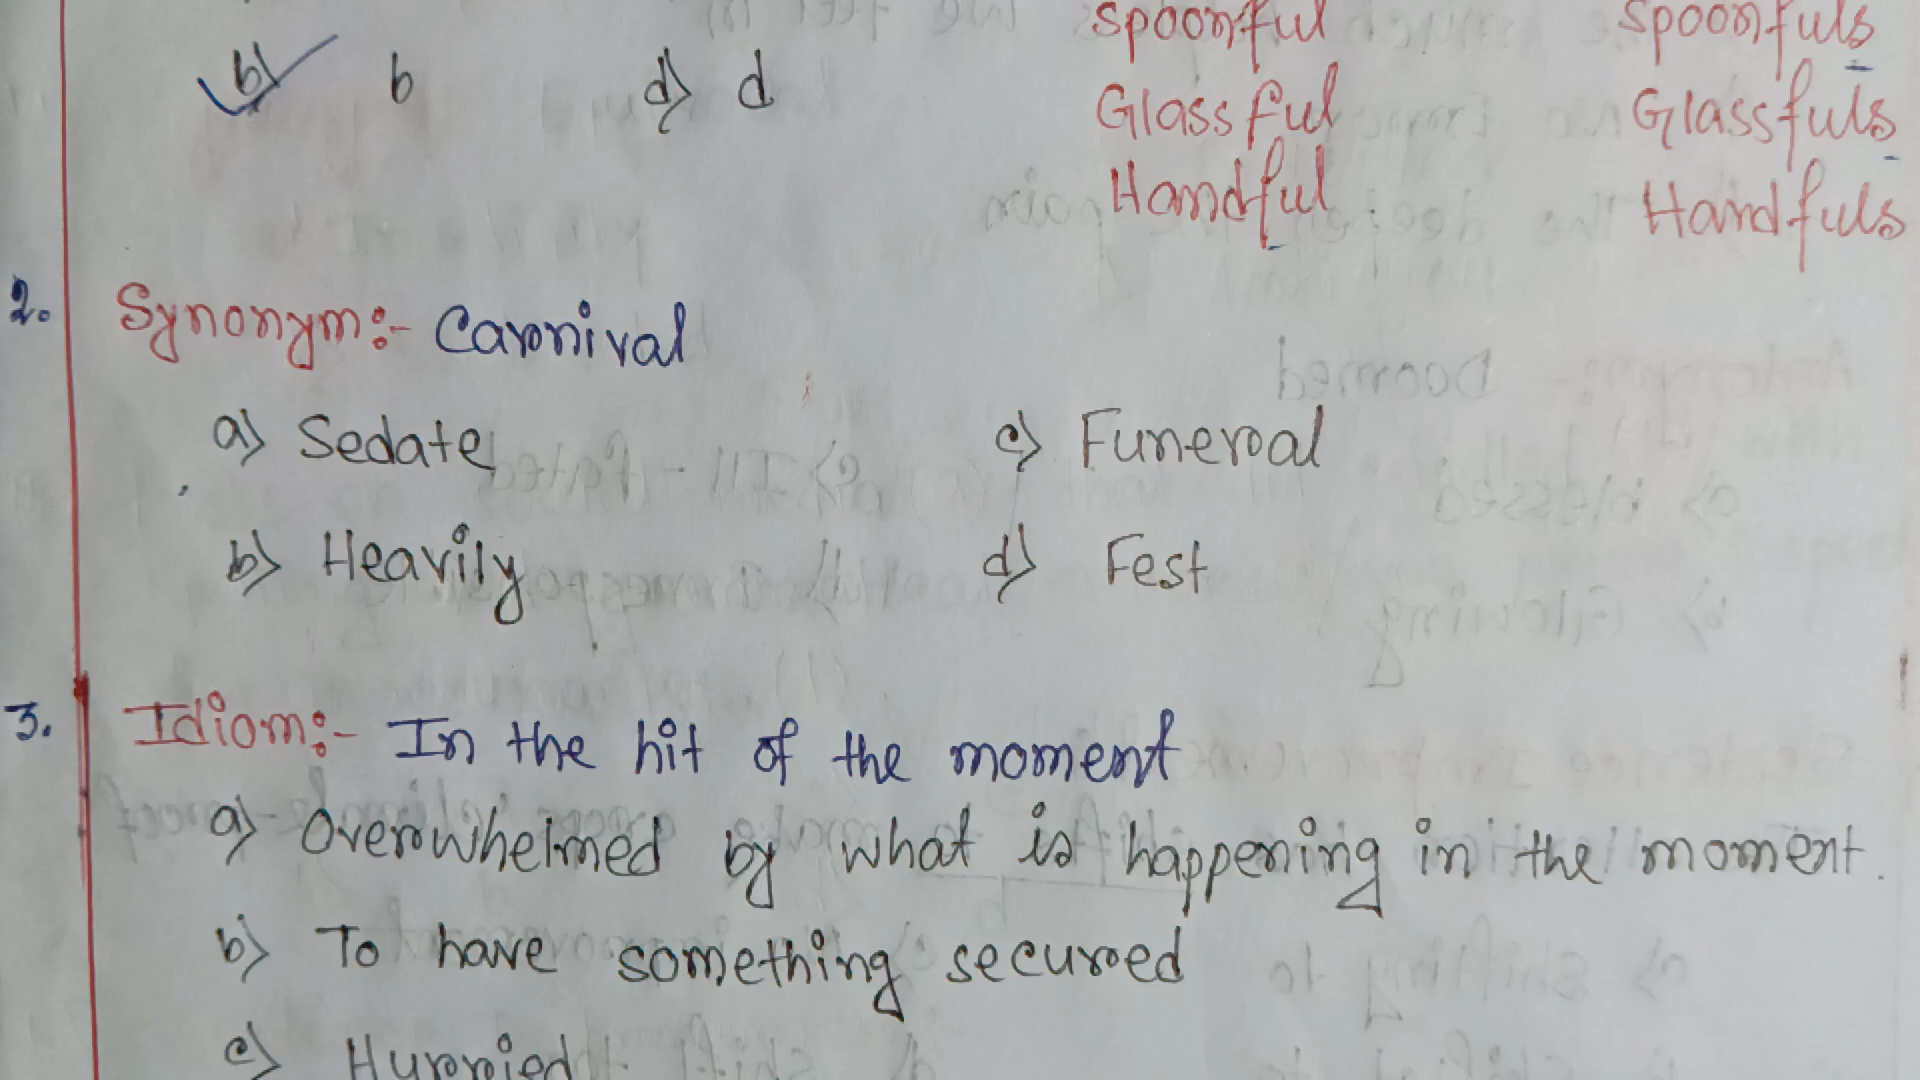 spoonful spoonfuls
b) b d) d
Glassful Glassfuls
Handful Handfuls
2. Synonym:- Carnival
a) Sedate c) Funeral
b) Heavily d) Fest
3. Idiom:- In the hit of the moment
a) Overwhelmed by what is happening in the moment.
b) To have something secured
c) Hurried